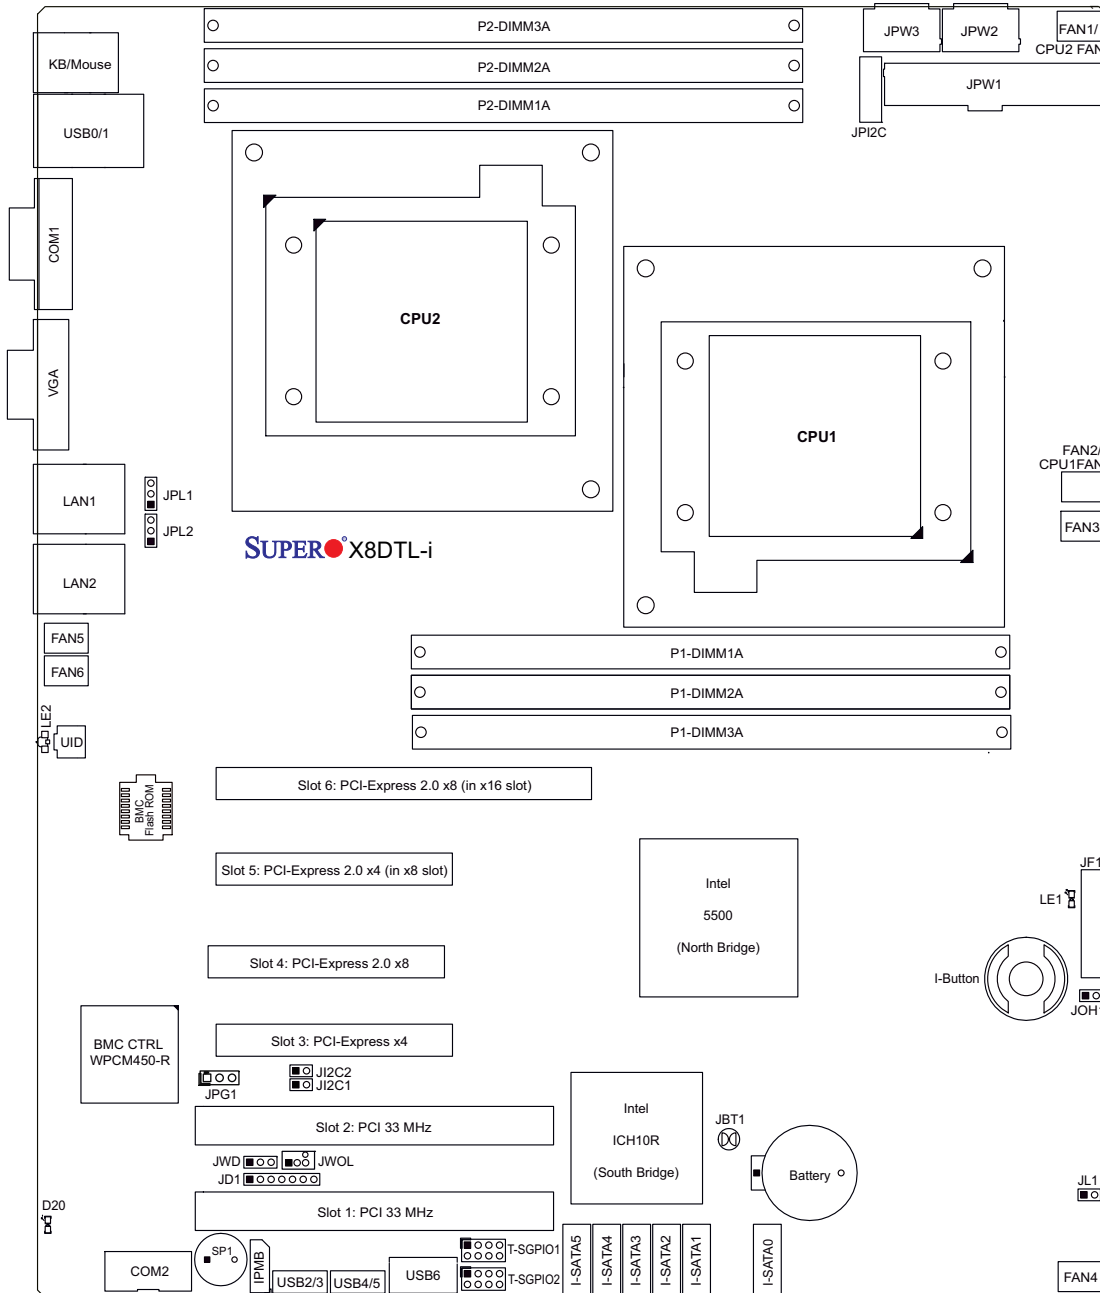 P2-DIMM3A
JPW3
JPW2
FAN1/
CPU2 FAN
KB/Mouse
P2-DIMM2A
JPW1
P2-DIMM1A
USB0/1
JPI2C
COM1
CPU2
VGA
CPU1
FAN2/
CPU1FAN
LAN1
JPL1
JPL2
FAN3
SUPER X8DTL-i
LAN2
FAN5
P1-DIMM1A
FAN6
P1-DIMM2A
LE2
UID
P1-DIMM3A
Slot 6: PCI-Express 2.0 x8 (in x16 slot)
BMC
Flash ROM
Slot 5: PCI-Express 2.0 x4 (in x8 slot)
Intel
5500
(North Bridge)
JF1
LE1
Slot 4: PCI-Express 2.0 x8
I-Button
JOH1
BMC CTRL
WPCM450-R
Slot 3: PCI-Express x4
JI2C2
JI2C1
JPG1
Slot 2: PCI 33 MHz
Intel
ICH10R
(South Bridge)
JBT1
JWD
JWOL
JD1
Battery
JL1
D20
Slot 1: PCI 33 MHz
SP1
COM2
IPMB
USB2/3
USB4/5
USB6
T-SGPIO1
T-SGPIO2
I-SATA5
I-SATA4
I-SATA3
I-SATA2
I-SATA1
I-SATA0
FAN4